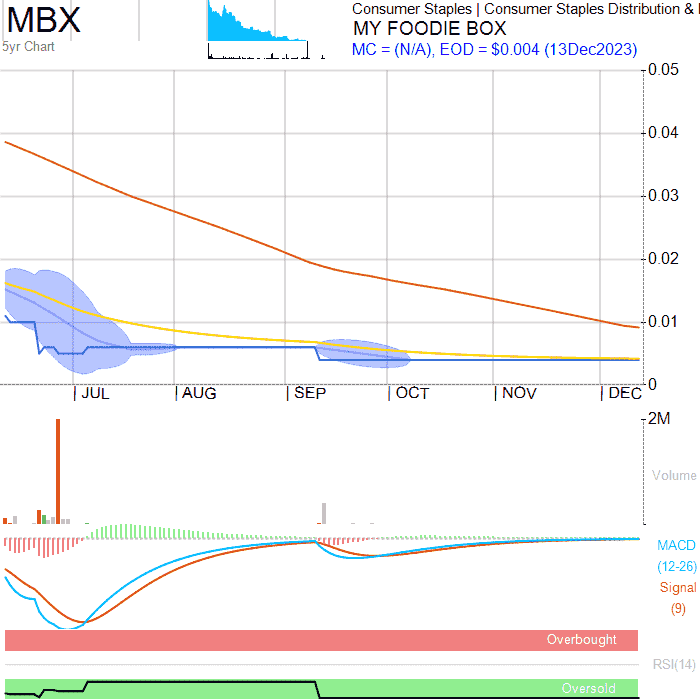 MBX
5yr Chart
Consumer Staples | Consumer Staples Distribution &
MY FOODIE BOX
MC = (N/A), EOD = $0.004 (13Dec2023)
0.05
0.04
0.03
0.02
0.01
0
JUL
AUG
SEP
OCT
NOV
DEC
2M
Volume
MACD
(12-26)
Signal
(9)
Overbought
RSI(14)
Oversold